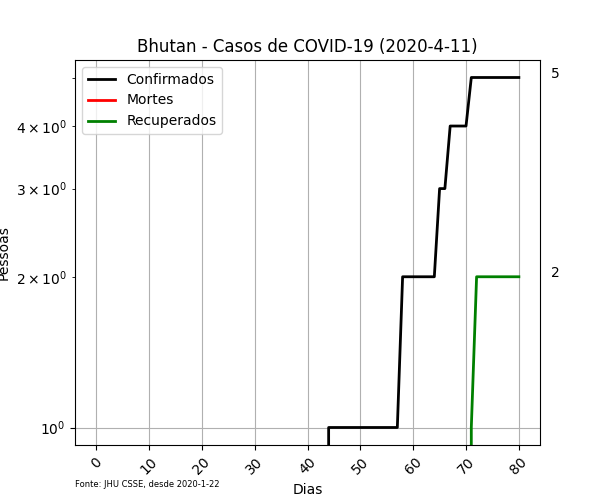 Bhutan - Casos de COVID-19 (2020-4-11)
Confirmados
Mortes
Recuperados
5
4 × 10⁰
3 × 10⁰
2 × 10⁰
2
10⁰
Pessoas
0 10 20 30 40 50 60 70 80
Dias
Fonte: JHU CSSE, desde 2020-1-22